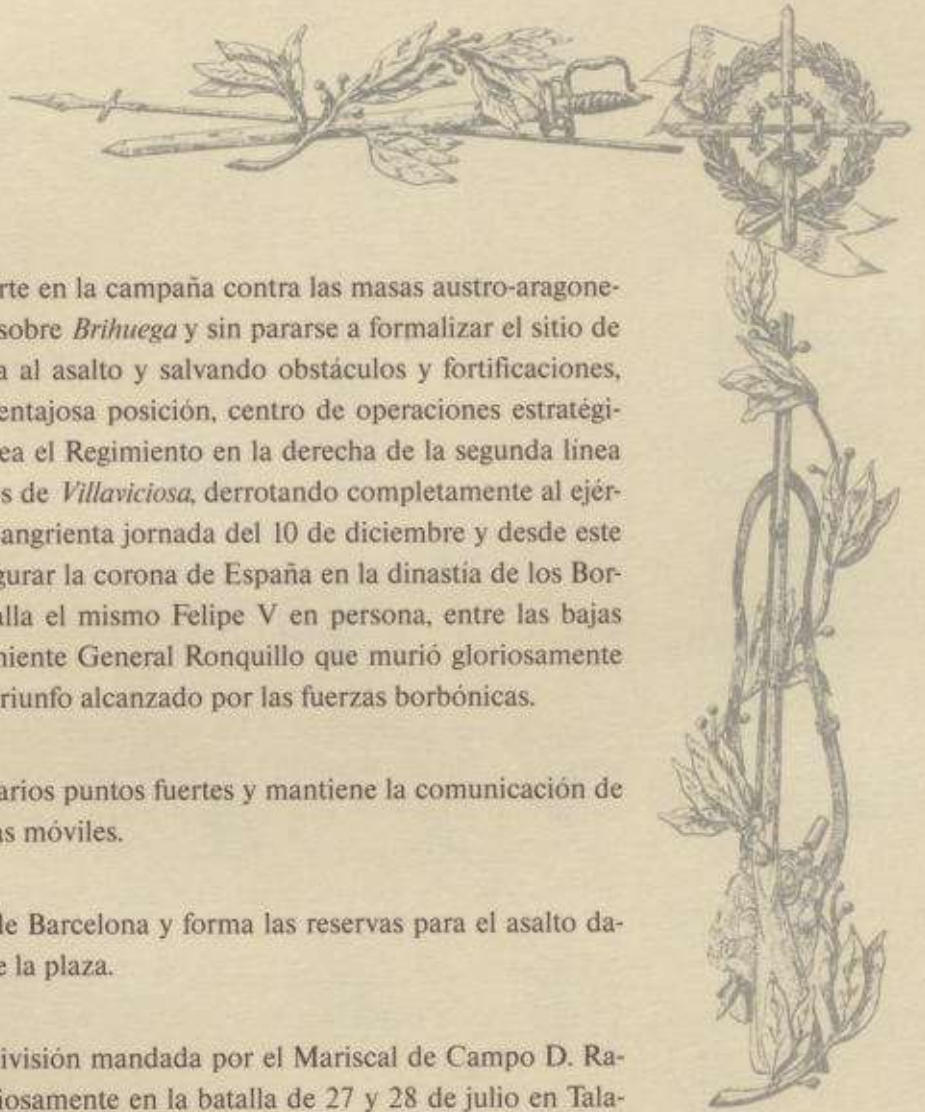 rte en la campaña contra las masas austro-aragone-
sobre Brihuega y sin pararse a formalizar el sitio de
a al asalto y salvando obstáculos y fortificaciones,
entajosa posición, centro de operaciones estratégi-
ea el Regimiento en la derecha de la segunda línea
s de Villaviciosa, derrotando completamente al ejér-
angrienta jornada del 10 de diciembre y desde este
gurar la corona de España en la dinastía de los Bor-
alla el mismo Felipe V en persona, entre las bajas
niente General Ronquillo que murió gloriosamente
triunfo alcanzado por las fuerzas borbónicas.
arios puntos fuertes y mantiene la comunicación de
as móviles.
de Barcelona y forma las reservas para el asalto da-
e la plaza.
ivisión mandada por el Mariscal de Campo D. Ra-
iosamente en la batalla de 27 y 28 de julio en Tala-